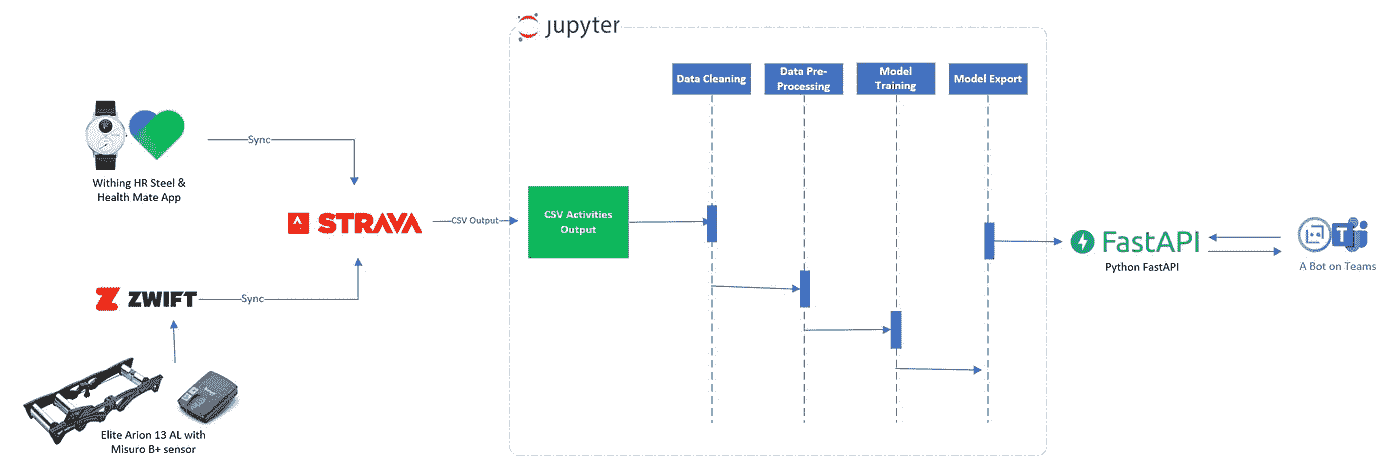 jupyter
Data Cleaning
Data Pre-
Processing
Model
Training
Model Export
Sync
Withing HR Steel &
Health Mate App
STRAVA
CSV Output
CSV Activities
Output
FastAPI
Python FastAPI
T
A Bot on Teams
ZWIFT
Sync
Elite Arion 13 AL with
Misuro B+ sensor